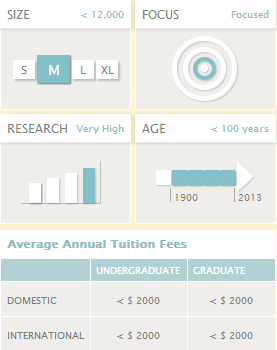 SIZE < 12,000
S M L XL
FOCUS Focused
RESEARCH Very High
AGE < 100 years
1900 2013
Average Annual Tuition Fees
UNDERGRADUATE GRADUATE
DOMESTIC < $ 2000 < $ 2000
INTERNATIONAL < $ 2000 < $ 2000